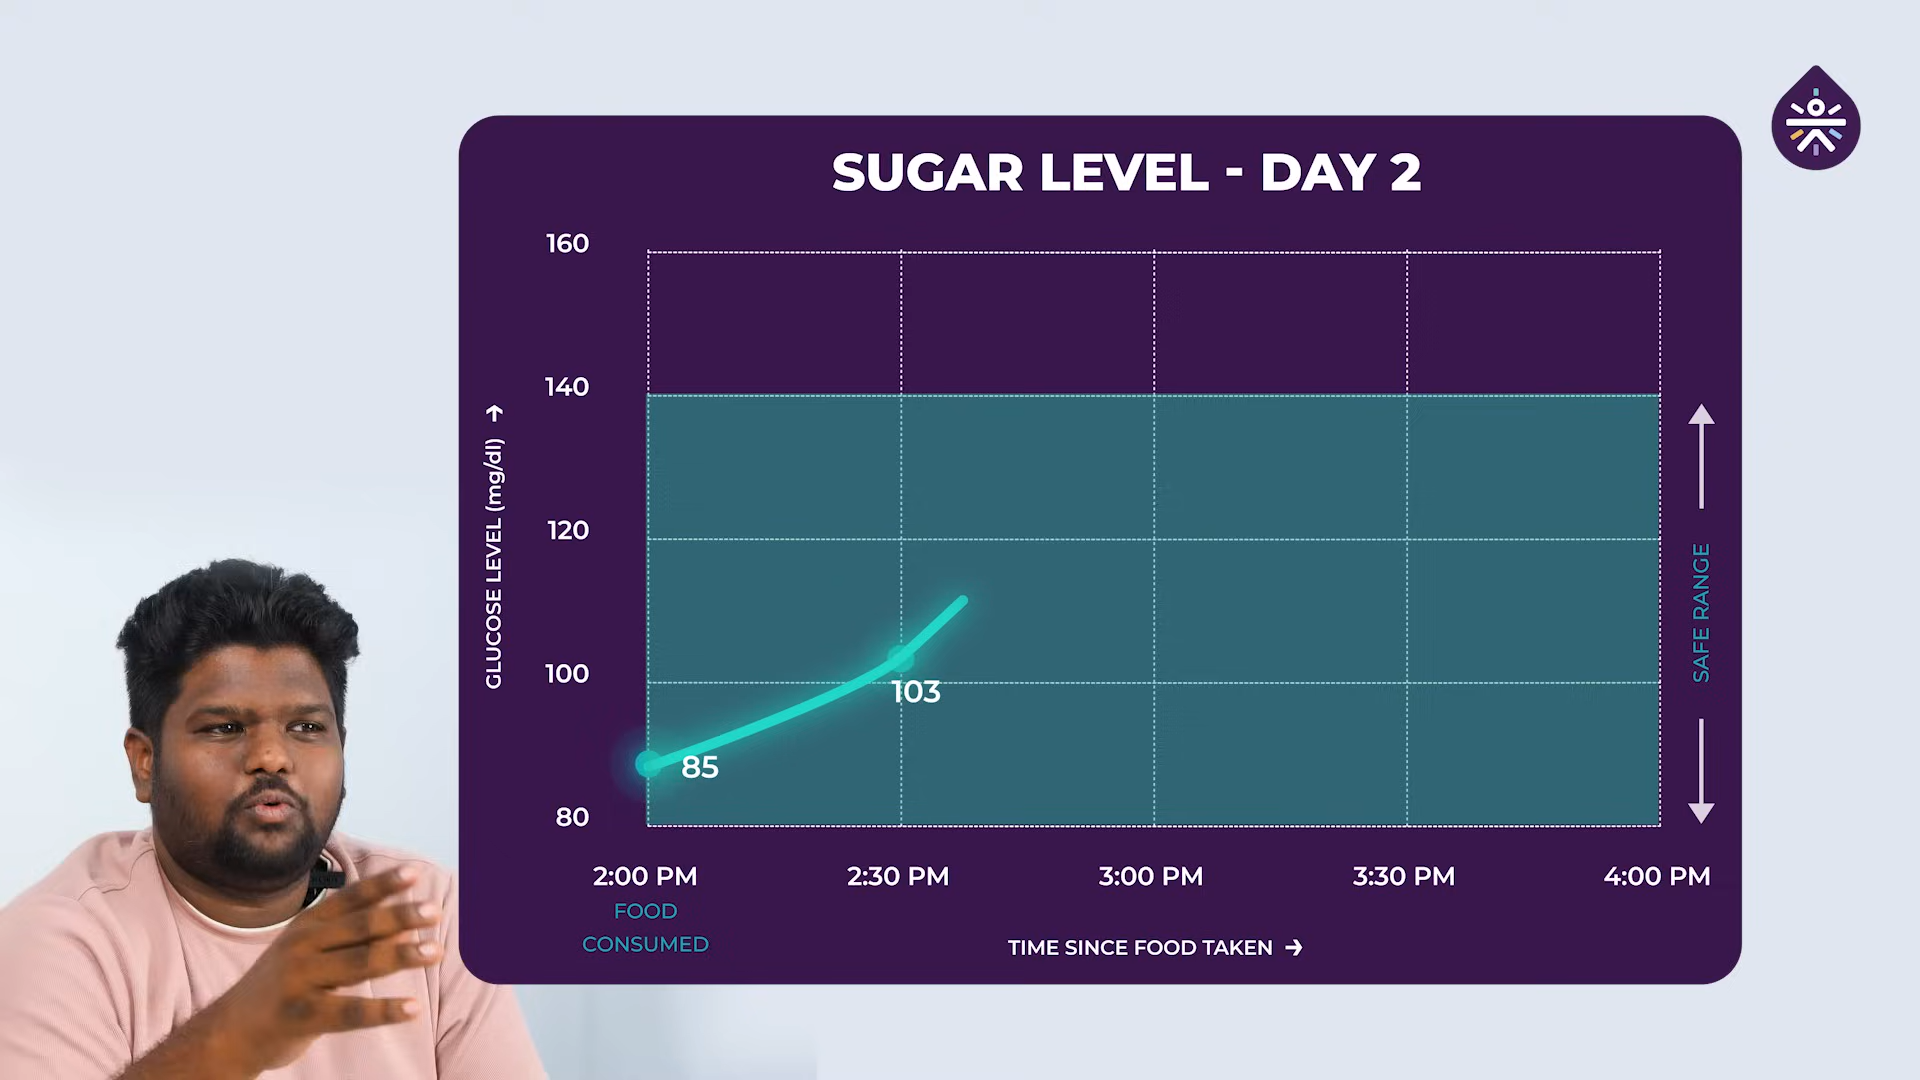 SUGAR LEVEL - DAY 2
160
140
120
100
80
GLUCOSE LEVEL (mg/dl) →
85
103
SAFE RANGE
2:00 PM
2:30 PM
3:00 PM
3:30 PM
4:00 PM
FOOD
CONSUMED
TIME SINCE FOOD TAKEN →